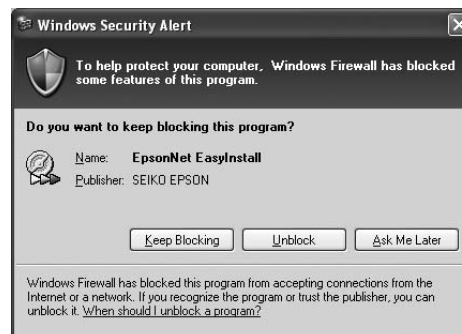 Windows Security Alert
To help protect your computer, Windows Firewall has blocked
some features of this program.
Do you want to keep blocking this program?
Name: EpsonNet EasyInstall
Publisher: SEIKO EPSON
Keep Blocking Unblock Ask Me Later
Windows Firewall has blocked this program from accepting connections from the
Internet or a network. If you recognize the program or trust the publisher, you can
unblock it. When should I unblock a program?